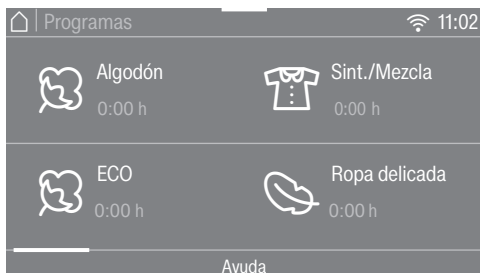 Programas 11:02
Algodón Sint./Mezcla
0:00 h 0:00 h
ECO Ropa delicada
0:00 h 0:00 h
Ayuda